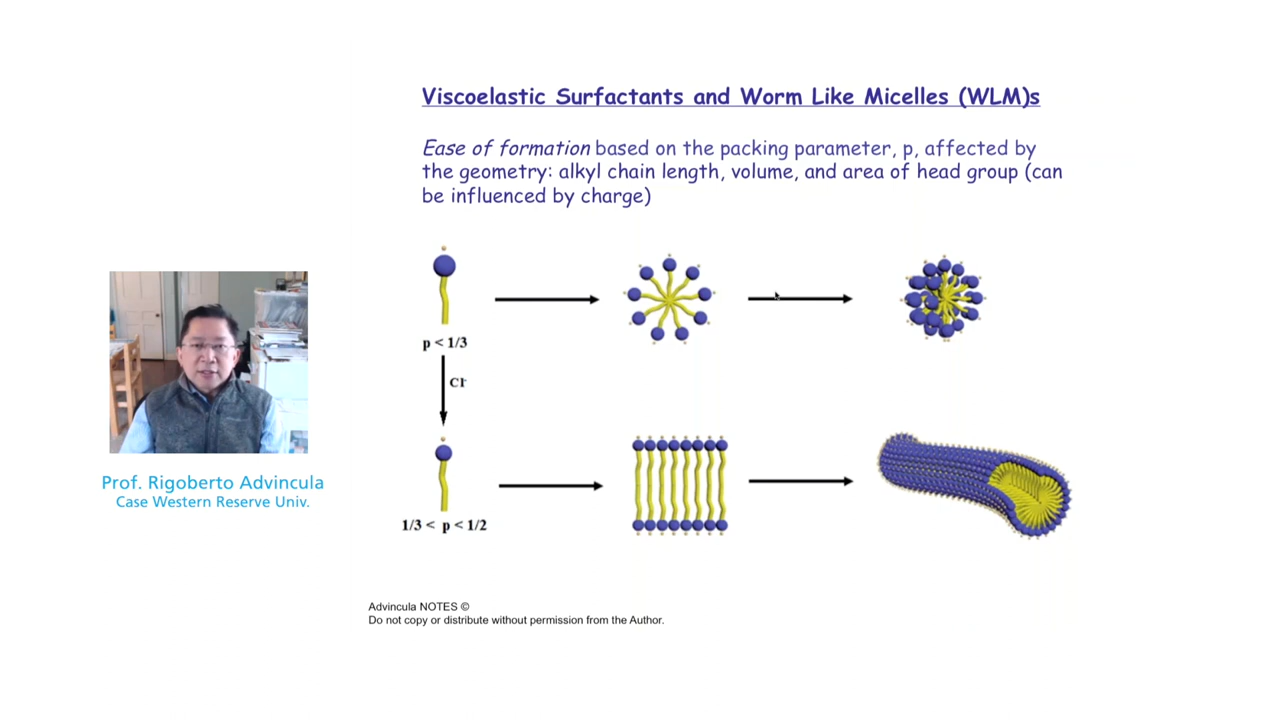 Viscoelastic Surfactants and Worm Like Micelles (WLM)s
Ease of formation based on the packing parameter, p, affected by
the geometry: alkyl chain length, volume, and area of head group (can
be influenced by charge)
p < 1/3
Cl-
1/3 < p < 1/2
Prof. Rigoberto Advincula
Case Western Reserve Univ.
Advincula NOTES ©
Do not copy or distribute without permission from the Author.